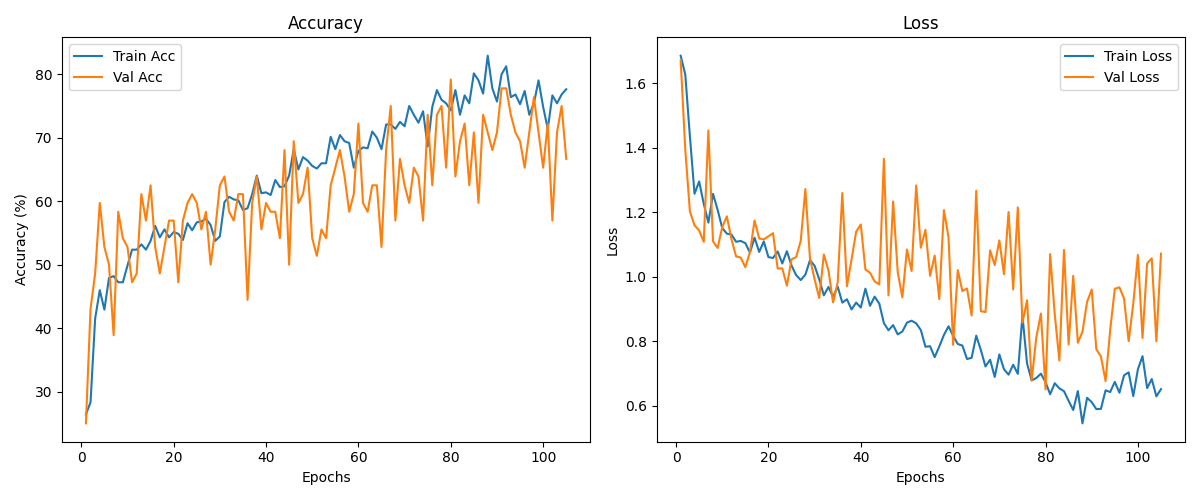 Accuracy
Train Acc
Val Acc
Accuracy (%)
80
70
60
50
40
30
0 20 40 60 80 100
Epochs
Loss
Train Loss
Val Loss
Loss
1.6
1.4
1.2
1.0
0.8
0.6
0 20 40 60 80 100
Epochs